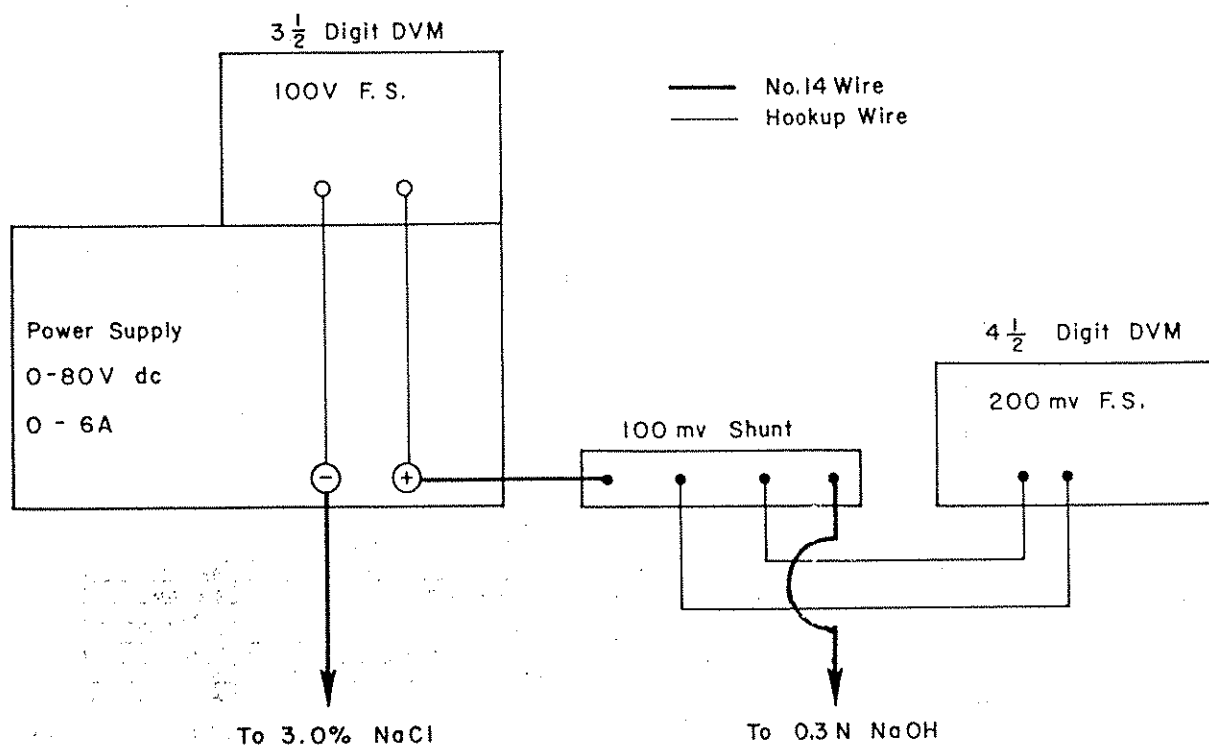 3 1/2 Digit DVM
100V F. S.
No.14 Wire
Hookup Wire
Power Supply
0-80V dc
0 - 6A
4 1/2 Digit DVM
200 mv F.S.
100 mv Shunt
- +
To 3.0% NaCl
To 0.3N NaOH